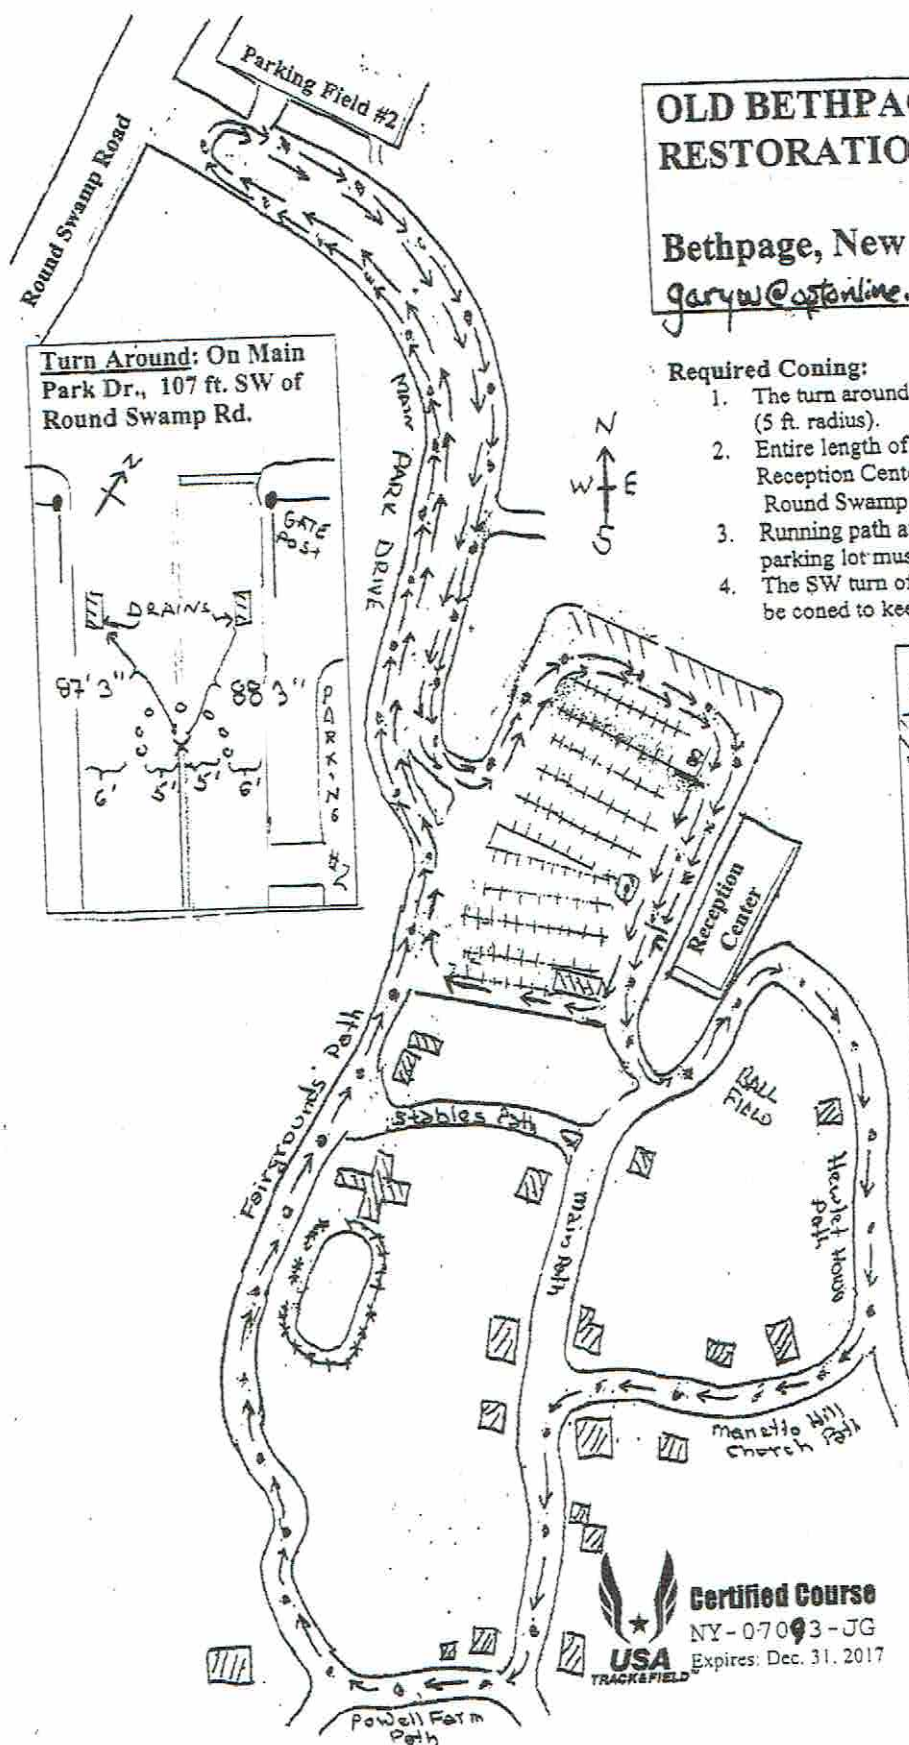 Parking Field #2
Round Swamp Road
OLD BETHPA
RESTORATIO
Bethpage, New
garyw@optonline.
Turn Around: On Main
Park Dr., 107 ft. SW of
Round Swamp Rd.
N
GATE
POST
DRAINS
87' 3"
88' 3"
6'
5'
5'
6'
PARKING #2
MAIN PARK DRIVE
N
W E
S
Required Coning:
1. The turn around
(5 ft. radius).
2. Entire length of
Reception Cent
Round Swamp
3. Running path a
parking lot mus
4. The SW turn of
be coned to kee
Reception
Center
Fairgrounds Path
Stables Path
BALL
FIELD
Main Path
Hewlet House
Path
Manetto Hill
Church Path
Powell Farm
Path
USA
TRACK&FIELD
Certified Course
NY-07093-JG
Expires: Dec. 31. 2017